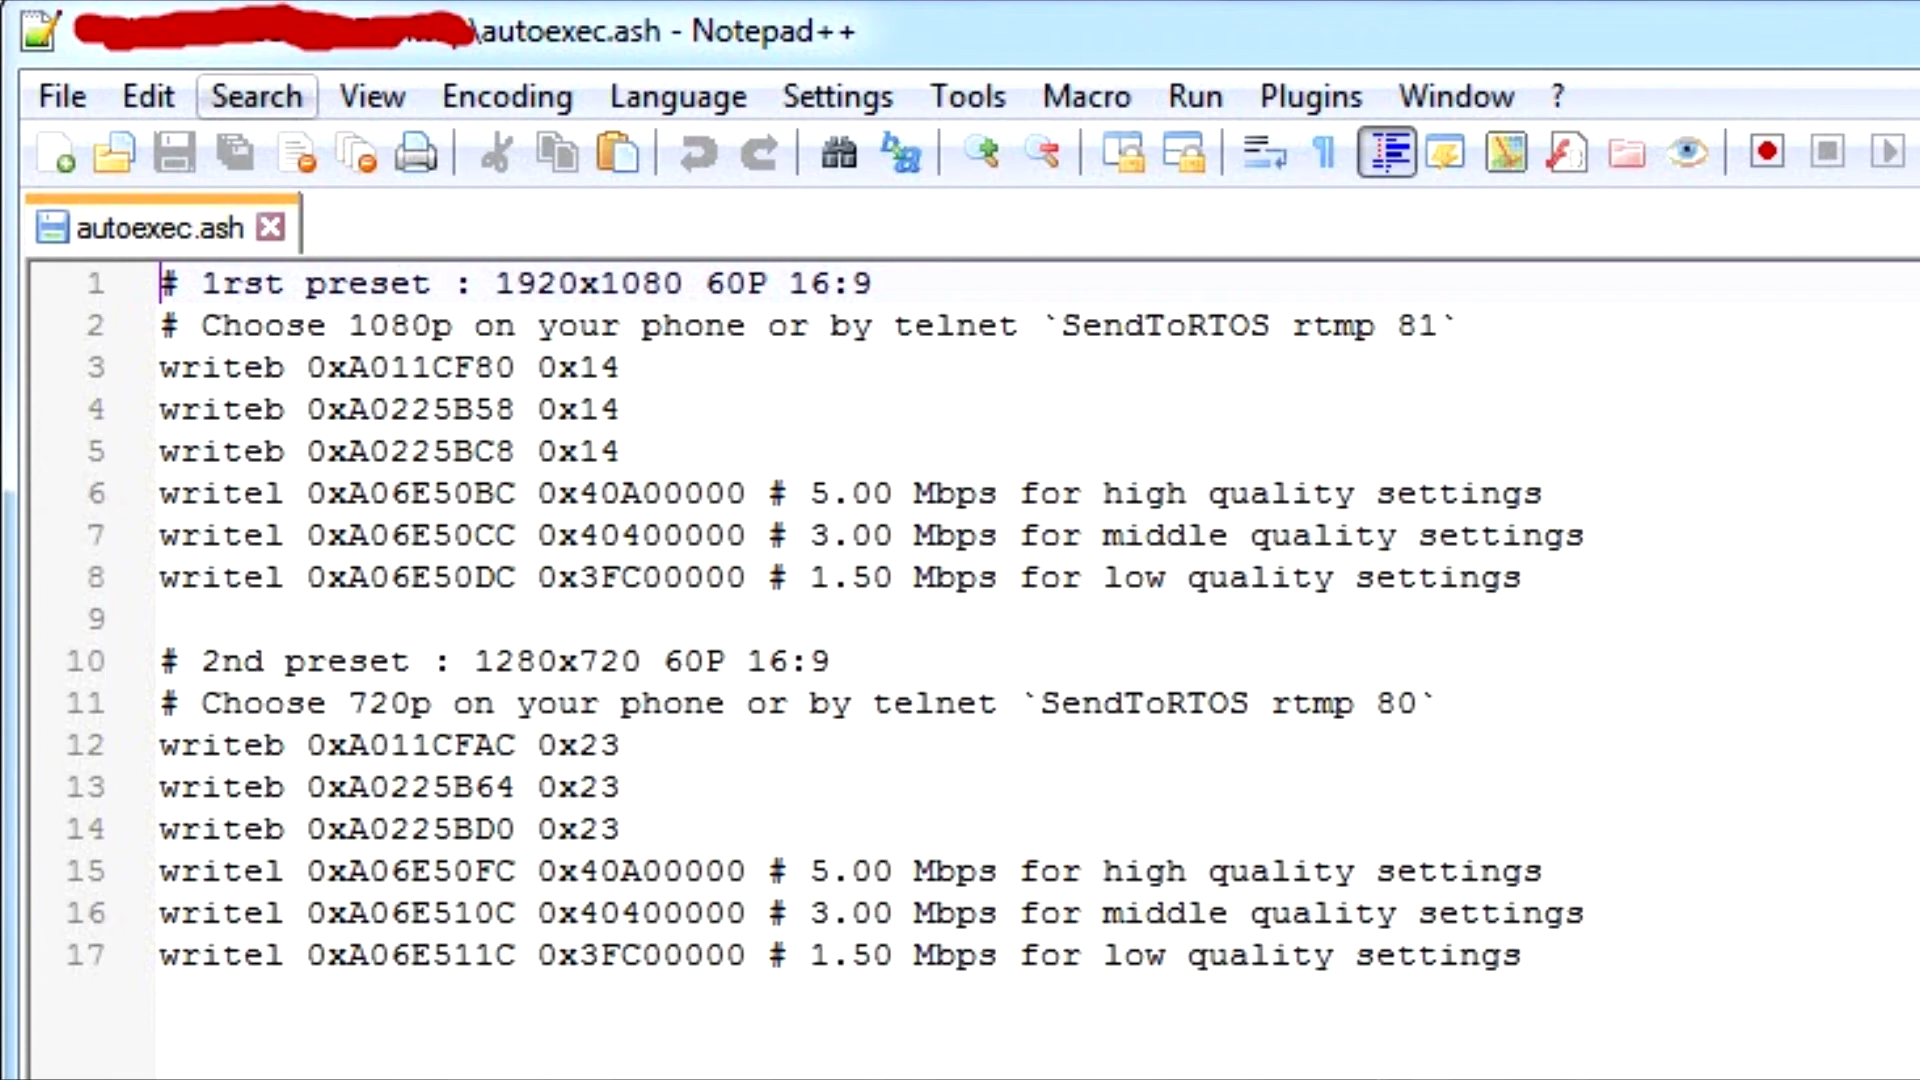 \autoexec.ash - Notepad++
File Edit Search View Encoding Language Settings Tools Macro Run Plugins Window ?
autoexec.ash
1 # 1rst preset : 1920x1080 60P 16:9
2 # Choose 1080p on your phone or by telnet `SendToRTOS rtmp 81`
3 writeb 0xA011CF80 0x14
4 writeb 0xA0225B58 0x14
5 writeb 0xA0225BC8 0x14
6 writel 0xA06E50BC 0x40A00000 # 5.00 Mbps for high quality settings
7 writel 0xA06E50CC 0x40400000 # 3.00 Mbps for middle quality settings
8 writel 0xA06E50DC 0x3FC00000 # 1.50 Mbps for low quality settings
9
10 # 2nd preset : 1280x720 60P 16:9
11 # Choose 720p on your phone or by telnet `SendToRTOS rtmp 80`
12 writeb 0xA011CFAC 0x23
13 writeb 0xA0225B64 0x23
14 writeb 0xA0225BD0 0x23
15 writel 0xA06E50FC 0x40A00000 # 5.00 Mbps for high quality settings
16 writel 0xA06E510C 0x40400000 # 3.00 Mbps for middle quality settings
17 writel 0xA06E511C 0x3FC00000 # 1.50 Mbps for low quality settings